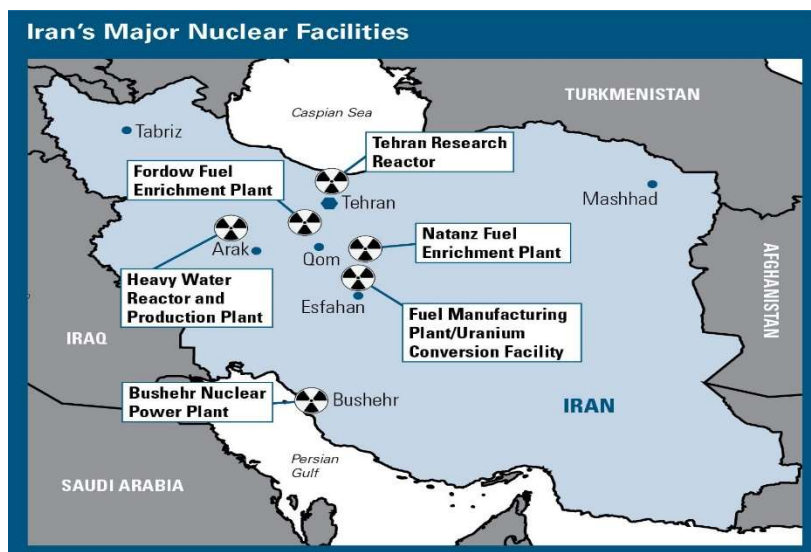 Iran's Major Nuclear Facilities
TURKMENISTAN
Caspian Sea
Tabriz
Tehran Research
Reactor
Fordow Fuel
Enrichment Plant
Mashhad
Tehran
Natanz Fuel
Enrichment Plant
Arak
Qom
AFGHANISTAN
Heavy Water
Reactor and
Production Plant
Esfahan
Fuel Manufacturing
Plant/Uranium
Conversion Facility
IRAQ
Bushehr Nuclear
Power Plant
Bushehr
IRAN
Persian
Gulf
SAUDI ARABIA